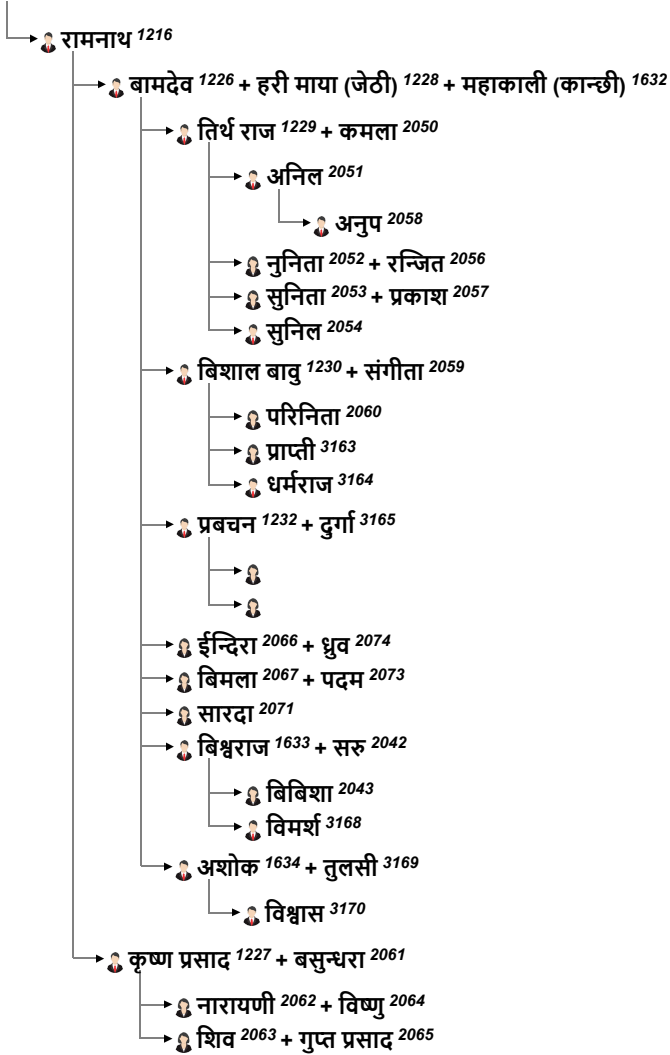 रामनाथ 1216
बामदेव 1226 + हरी माया (जेठी) 1228 + महाकाली (कान्छी) 1632
तिर्थ राज 1229 + कमला 2050
अनिल 2051
अनुप 2058
नुनिता 2052 + रन्जित 2056
सुनिता 2053 + प्रकाश 2057
सुनिल 2054
बिशाल बावु 1230 + संगीता 2059
परिनिता 2060
प्राप्ती 3163
धर्मराज 3164
प्रबचन 1232 + दुर्गा 3165
ईन्दिरा 2066 + ध्रुव 2074
बिमला 2067 + पदम 2073
सारदा 2071
बिश्वराज 1633 + सरु 2042
बिबिशा 2043
विमर्श 3168
अशोक 1634 + तुलसी 3169
विश्वास 3170
कृष्ण प्रसाद 1227 + बसुन्धरा 2061
नारायणी 2062 + विष्णु 2064
शिव 2063 + गुप्त प्रसाद 2065